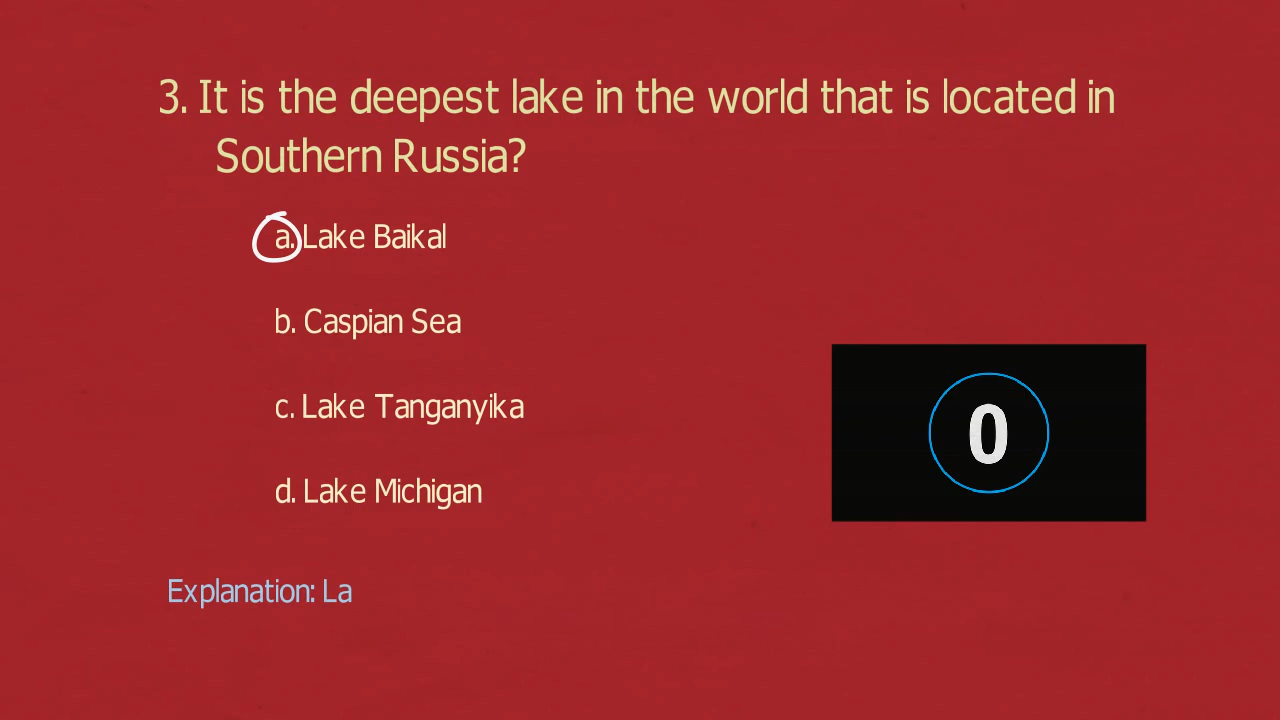 3. It is the deepest lake in the world that is located in
Southern Russia?
a. Lake Baikal
b. Caspian Sea
c. Lake Tanganyika
d. Lake Michigan
0
Explanation: La